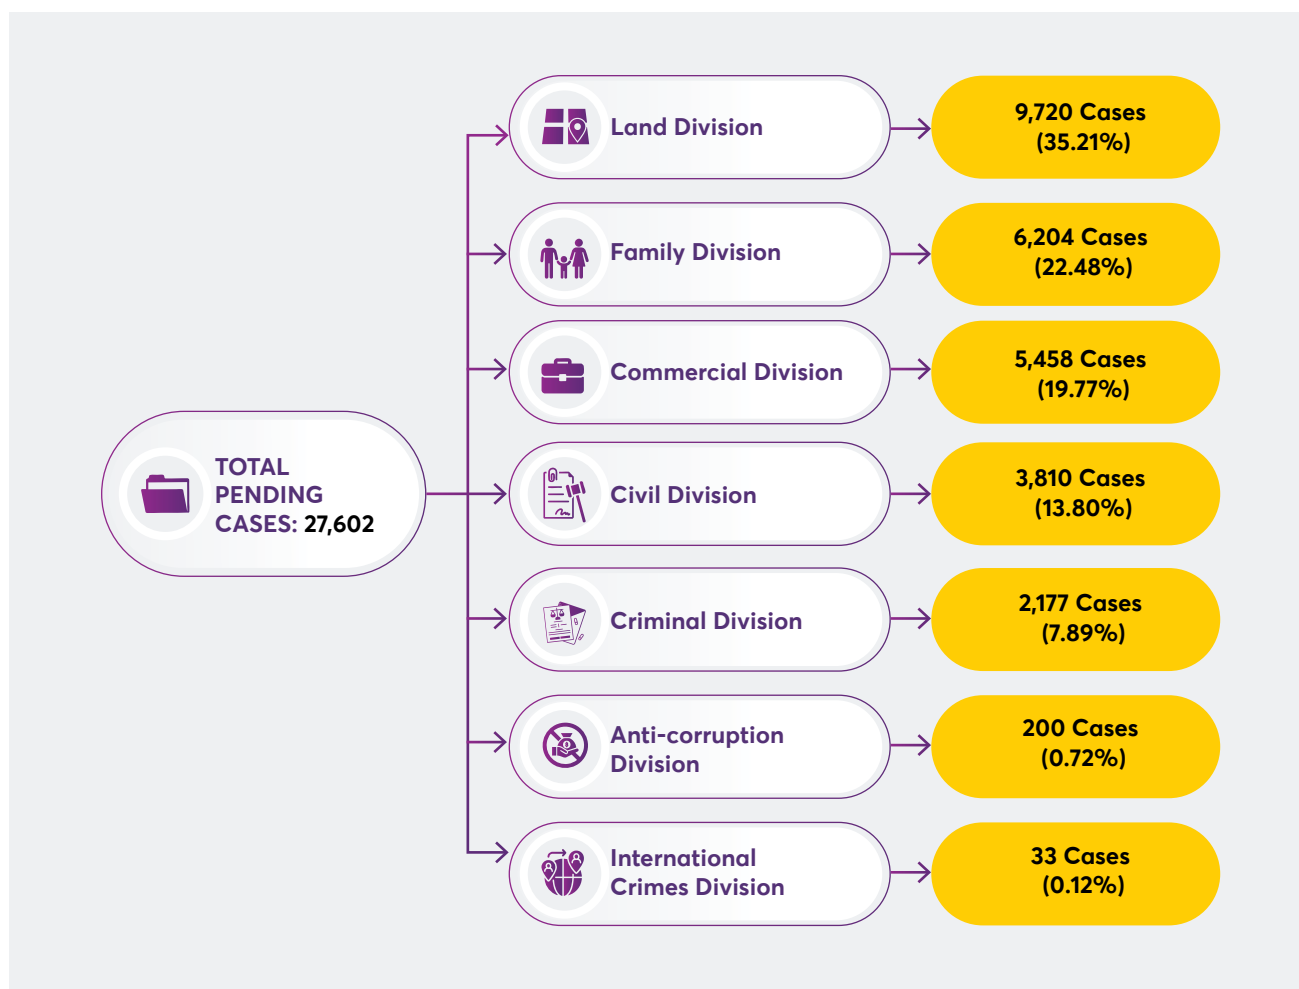 TOTAL
PENDING
CASES: 27,602
Land Division
9,720 Cases
(35.21%)
Family Division
6,204 Cases
(22.48%)
Commercial Division
5,458 Cases
(19.77%)
Civil Division
3,810 Cases
(13.80%)
Criminal Division
2,177 Cases
(7.89%)
Anti-corruption
Division
200 Cases
(0.72%)
International
Crimes Division
33 Cases
(0.12%)